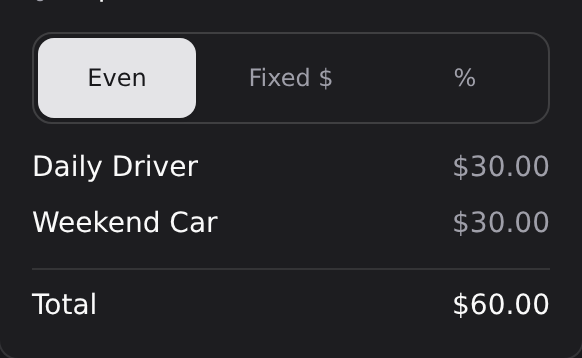 Even Fixed $ %
Daily Driver $30.00
Weekend Car $30.00
Total $60.00